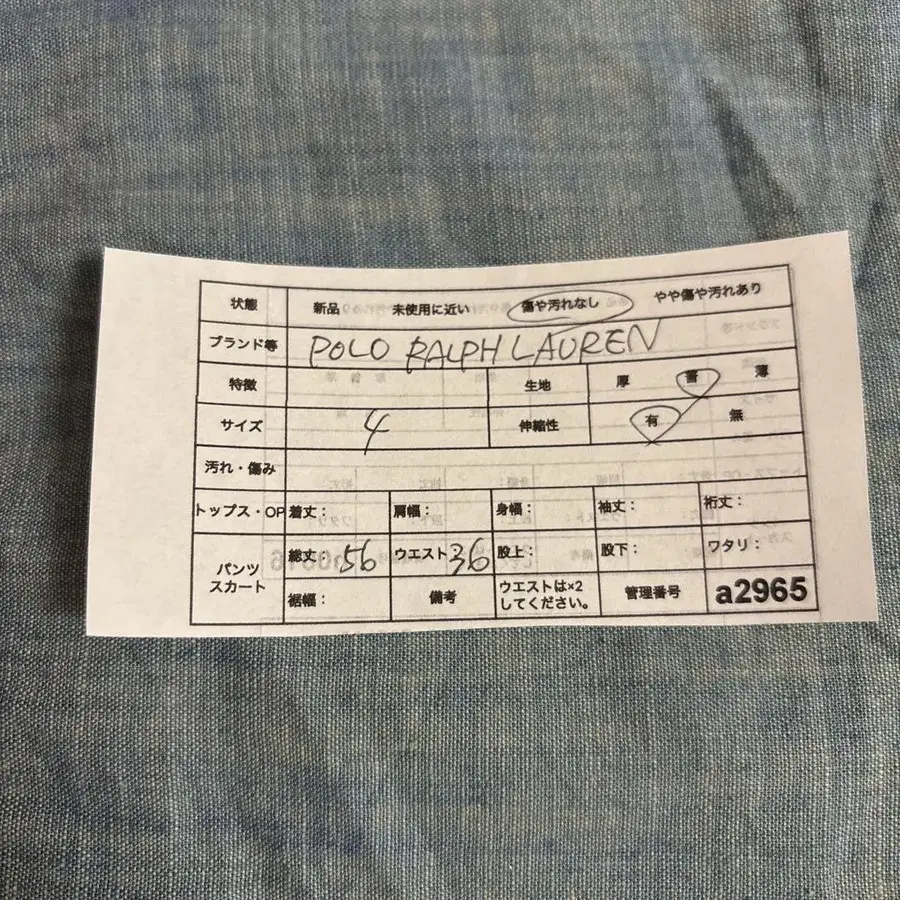 状態 新品 未使用に近い 傷や汚れなし やや傷や汚れあり
ブランド等 POLO RALPH LAUREN
特徴 生地 厚 普 薄
サイズ 4 伸縮性 有 無
汚れ・傷み
トップス・OP 着丈： 肩幅： 身幅： 袖丈： 裄丈：
パンツ
スカート
総丈： 56 ウエスト 36 股上： 股下： ワタリ：
裾幅： 備考 ウエストは×2
してください。 管理番号 a2965